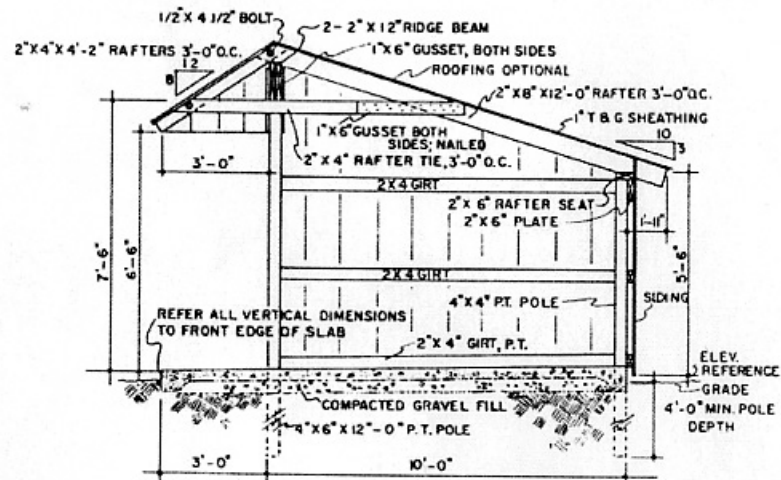 1/2" X 4 1/2" BOLT
2- 2" X 12" RIDGE BEAM
2" X 4" X 4'-2" RAFTERS 3'-0" O.C.
1" X 6" GUSSET, BOTH SIDES
12
8
ROOFING OPTIONAL
2" X 8" X 12'-0" RAFTER 3'-0" O.C.
1" T & G SHEATHING
10
3
1" X 6" GUSSET BOTH
SIDES; NAILED
2" X 4" RAFTER TIE, 3'-0" O.C.
3'-0"
2 X 4 GIRT
2" X 6" RAFTER SEAT
2" X 6" PLATE
1'-11"
7'-6"
6'-6"
5'-6"
2 X 4 GIRT
4" X 4" P.T. POLE
SIDING
REFER ALL VERTICAL DIMENSIONS
TO FRONT EDGE OF SLAB
2" X 4" GIRT, P.T.
ELEV.
REFERENCE
GRADE
COMPACTED GRAVEL FILL
4'-0" MIN. POLE
DEPTH
4" X 6" X 12'-0" P.T. POLE
3'-0"
10'-0"